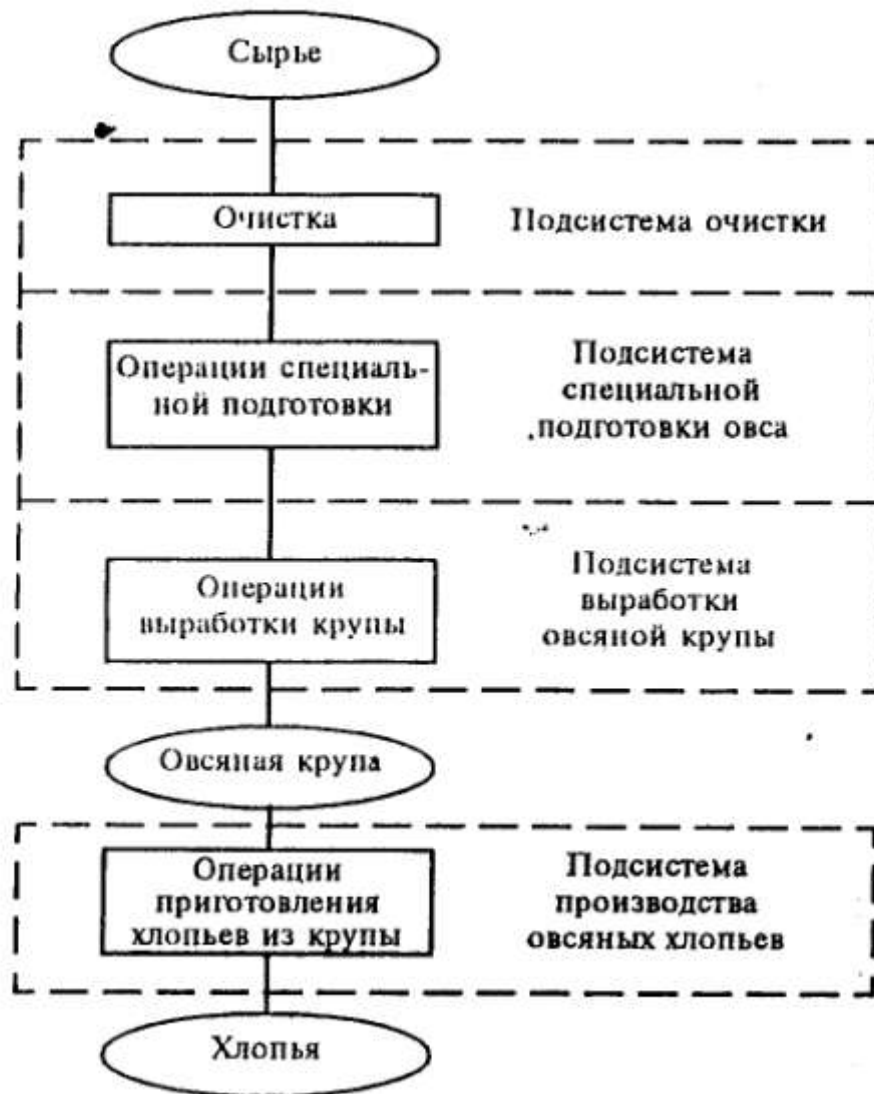 Сырье
Очистка
Подсистема очистки
Операции специаль-
ной подготовки
Подсистема
специальной
подготовки овса
Операции
выработки крупы
Подсистема
выработки
овсяной крупы
Овсяная крупа
Операции
приготовления
хлопьев из крупы
Подсистема
производства
овсяных хлопьев
Хлопья